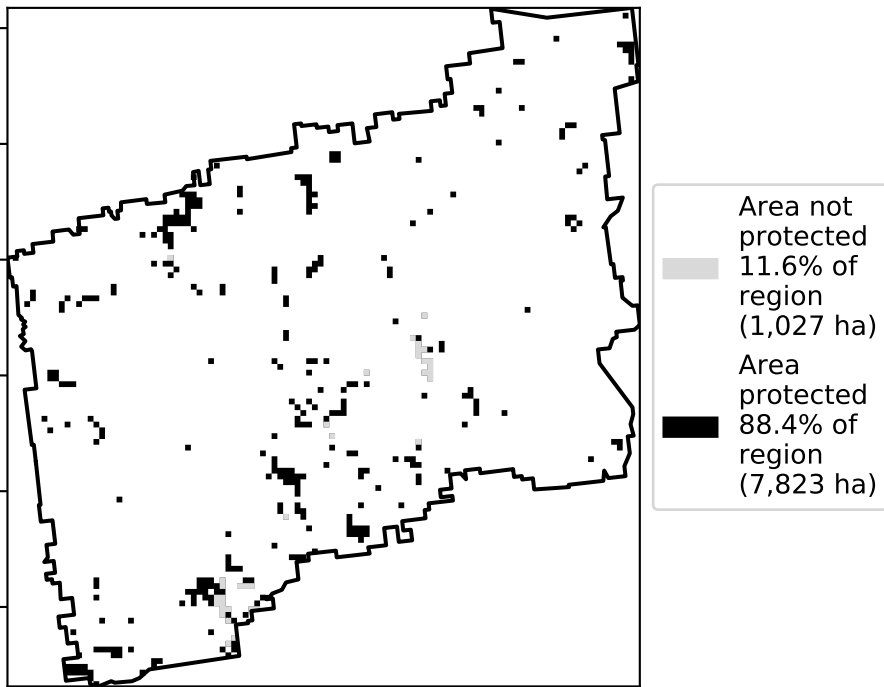 Area not
protected
11.6% of
region
(1,027 ha)
Area
protected
88.4% of
region
(7,823 ha)